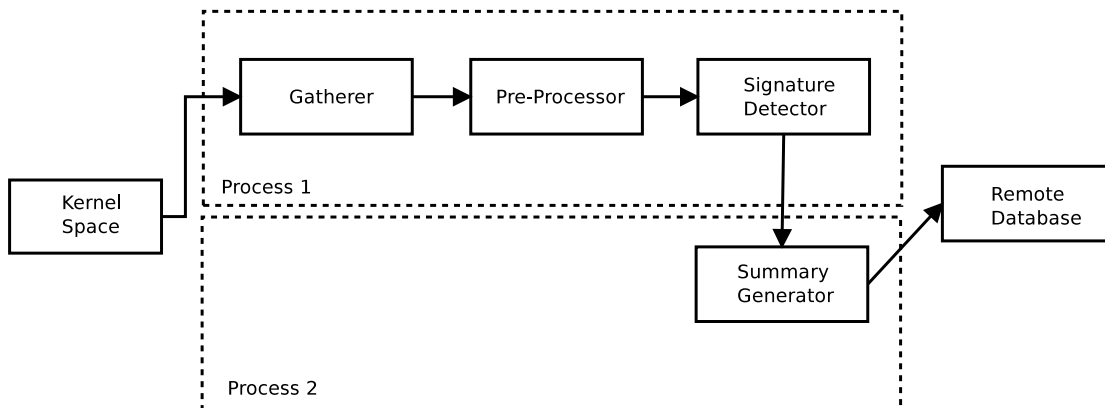 Gatherer
Pre-Processor
Signature
Detector
Process 1
Kernel
Space
Remote
Database
Summary
Generator
Process 2